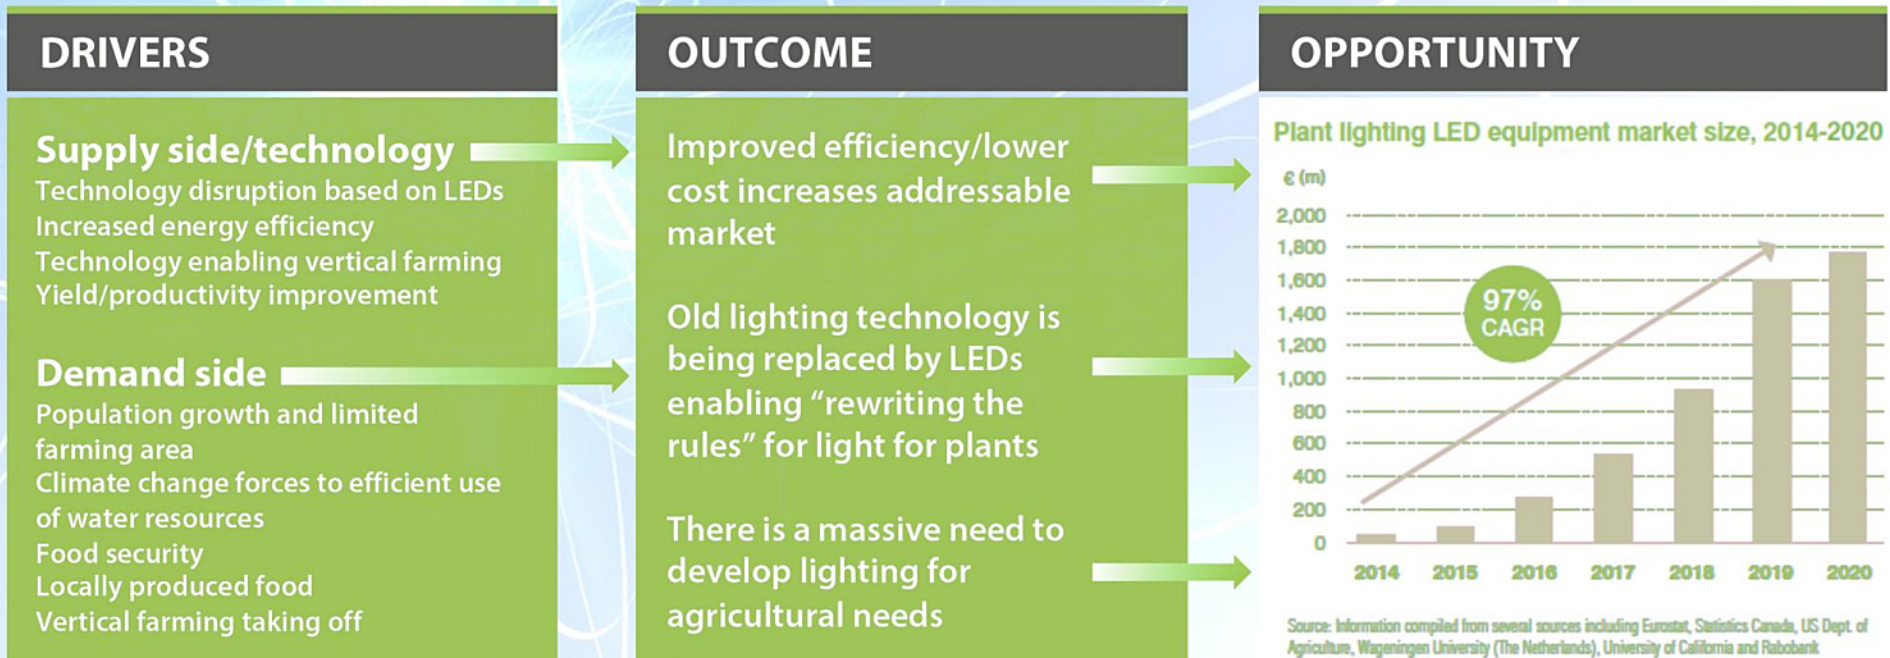 DRIVERS
Supply side/technology
Technology disruption based on LEDs
Increased energy efficiency
Technology enabling vertical farming
Yield/productivity improvement
Demand side
Population growth and limited
farming area
Climate change forces to efficient use
of water resources
Food security
Locally produced food
Vertical farming taking off
OUTCOME
Improved efficiency/lower
cost increases addressable
market
Old lighting technology is
being replaced by LEDs
enabling “rewriting the
rules” for light for plants
There is a massive need to
develop lighting for
agricultural needs
OPPORTUNITY
Plant lighting LED equipment market size, 2014-2020
€ (m)
2,000
1,800
1,600
1,400
1,200
1,000
800
600
400
200
0
97%
CAGR
2014 2015 2016 2017 2018 2019 2020
Source: Information compiled from several sources including Eurostat, Statistics Canada, US Dept. of
Agriculture, Wageningen University (The Netherlands), University of California and Rabobank